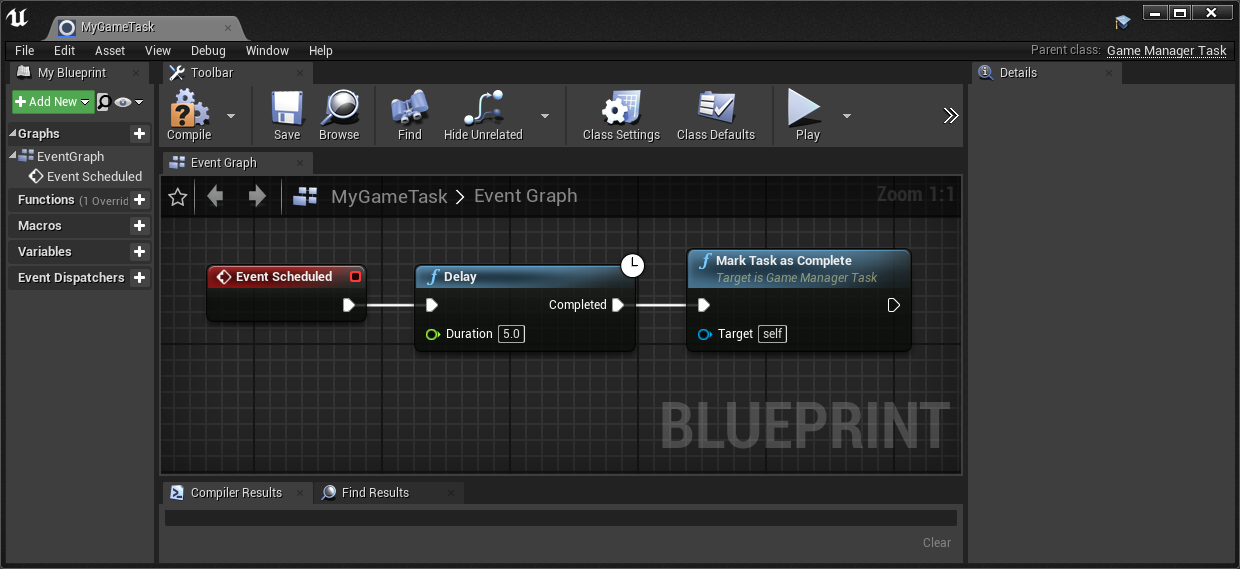 MyGameTask
File Edit Asset View Debug Window Help
Parent class: Game Manager Task
My Blueprint
Toolbar
Details
Add New
Compile
Save
Browse
Find
Hide Unrelated
Class Settings
Class Defaults
Play
Graphs
EventGraph
Event Scheduled
Functions (1 Overrid
Macros
Variables
Event Dispatchers
Event Graph
MyGameTask > Event Graph
Zoom 1:1
Event Scheduled
Delay
Completed
Duration 5.0
Mark Task as Complete
Target is Game Manager Task
Target self
BLUEPRINT
Compiler Results
Find Results
Clear